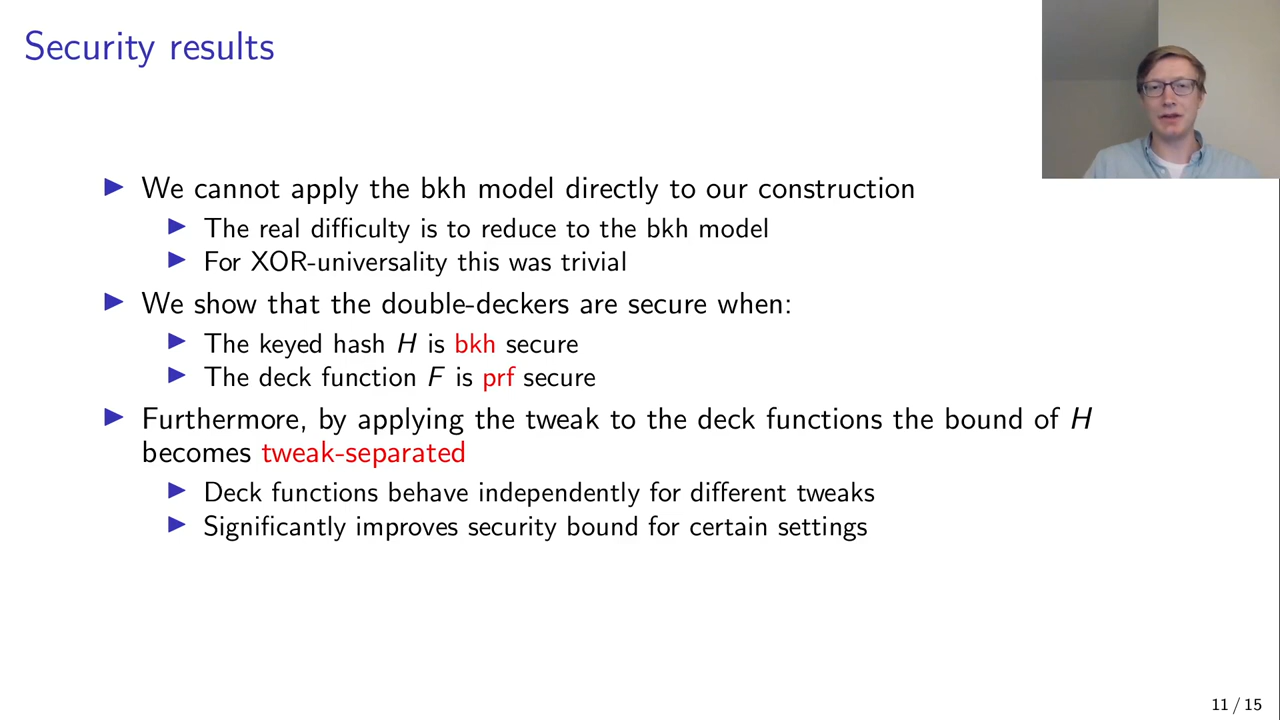 Security results
We cannot apply the bkh model directly to our construction
The real difficulty is to reduce to the bkh model
For XOR-universality this was trivial
We show that the double-deckers are secure when:
The keyed hash H is bkh secure
The deck function F is prf secure
Furthermore, by applying the tweak to the deck functions the bound of H
becomes tweak-separated
Deck functions behave independently for different tweaks
Significantly improves security bound for certain settings
11 / 15